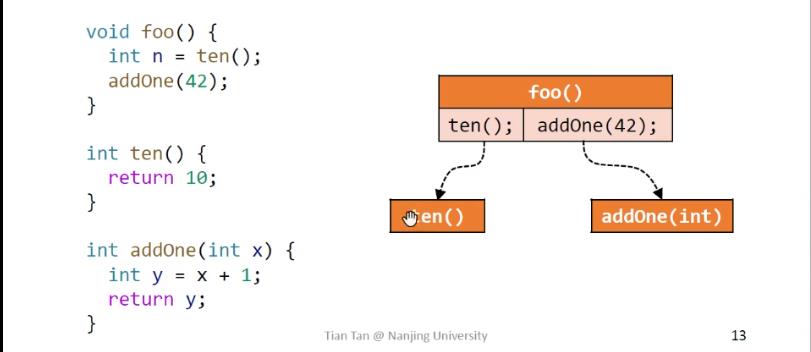 void foo() {
int n = ten();
addOne(42);
}
int ten() {
return 10;
}
int addOne(int x) {
int y = x + 1;
return y;
}
foo()
ten(); addOne(42);
en() addOne(int)
Tian Tan @ Nanjing University
13